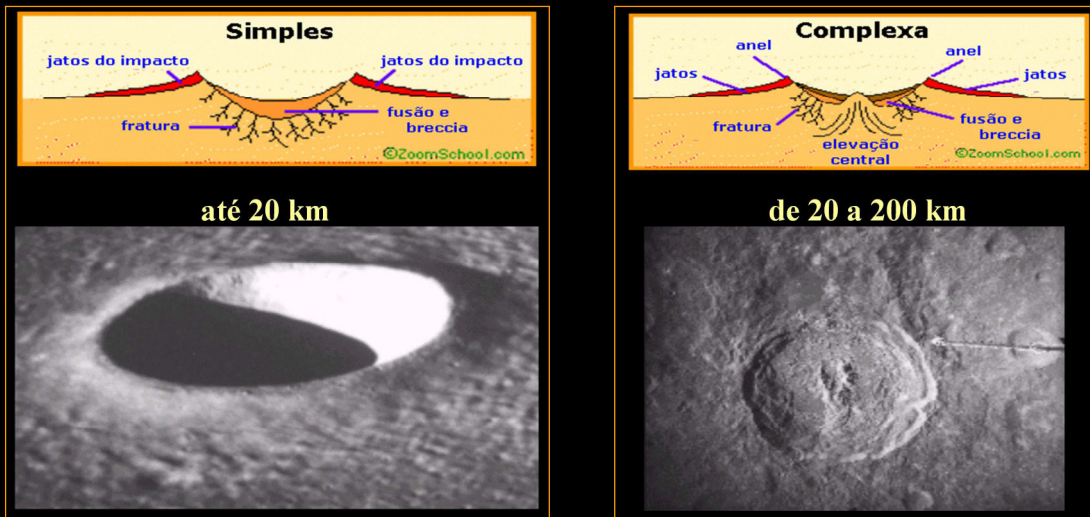 Simples
jatos do impacto
jatos do impacto
fratura
fusão e
breccia
©ZoomSchool.com
até 20 km
Complexa
anel
anel
jatos
jatos
fratura
fusão e
breccia
elevação
central
©ZoomSchool.com
de 20 a 200 km